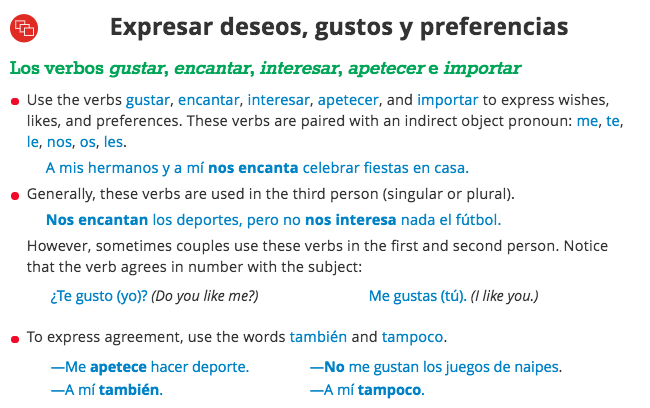 Expresar deseos, gustos y preferencias
Los verbos gustar, encantar, interesar, apetecer e importar
Use the verbs gustar, encantar, interesar, apetecer, and importar to express wishes,
likes, and preferences. These verbs are paired with an indirect object pronoun: me, te,
le, nos, os, les.
A mis hermanos y a mí nos encanta celebrar fiestas en casa.
Generally, these verbs are used in the third person (singular or plural).
Nos encantan los deportes, pero no nos interesa nada el fútbol.
However, sometimes couples use these verbs in the first and second person. Notice
that the verb agrees in number with the subject:
¿Te gusto (yo)? (Do you like me?) Me gustas (tú). (I like you.)
To express agreement, use the words también and tampoco.
—Me apetece hacer deporte. —No me gustan los juegos de naipes.
—A mí también. —A mí tampoco.